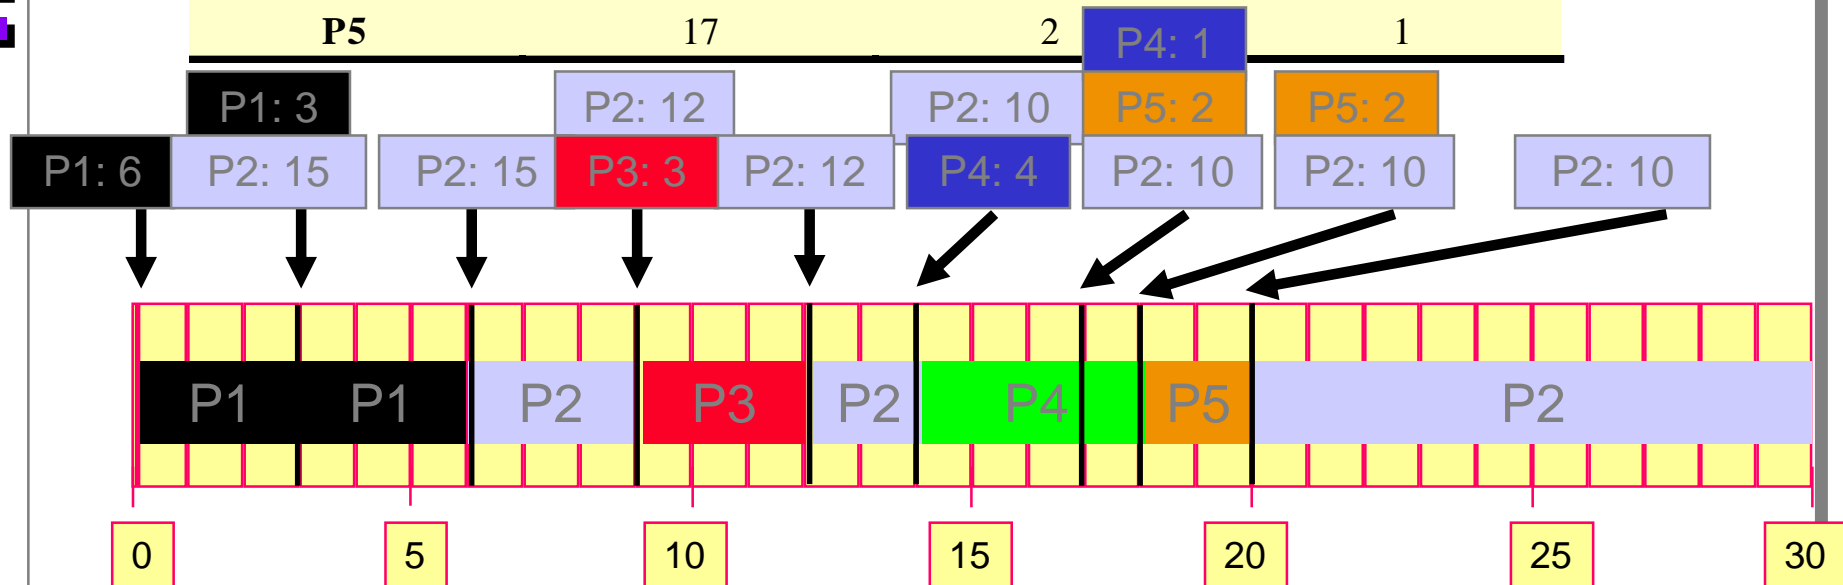 P5 17 2 1
P4: 1
P1: 3 P2: 12 P2: 10 P5: 2 P5: 2
P1: 6 P2: 15 P2: 15 P3: 3 P2: 12 P4: 4 P2: 10 P2: 10 P2: 10
P1 P1 P2 P3 P2 P4 P5 P2
0 5 10 15 20 25 30